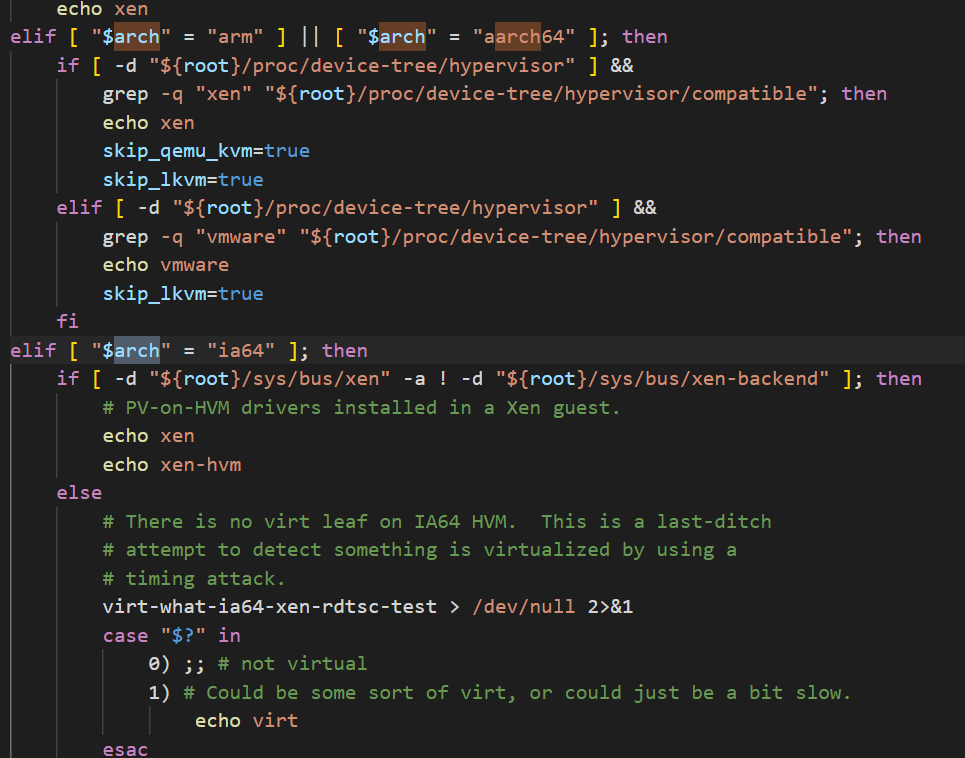 echo xen
elif [ "$arch" = "arm" ] || [ "$arch" = "aarch64" ]; then
    if [ -d "${root}/proc/device-tree/hypervisor" ] &&
        grep -q "xen" "${root}/proc/device-tree/hypervisor/compatible"; then
        echo xen
        skip_qemu_kvm=true
        skip_lkvm=true
    elif [ -d "${root}/proc/device-tree/hypervisor" ] &&
        grep -q "vmware" "${root}/proc/device-tree/hypervisor/compatible"; then
        echo vmware
        skip_lkvm=true
    fi
elif [ "$arch" = "ia64" ]; then
    if [ -d "${root}/sys/bus/xen" -a ! -d "${root}/sys/bus/xen-backend" ]; then
        # PV-on-HVM drivers installed in a Xen guest.
        echo xen
        echo xen-hvm
    else
        # There is no virt leaf on IA64 HVM.  This is a last-ditch
        # attempt to detect something is virtualized by using a
        # timing attack.
        virt-what-ia64-xen-rdtsc-test > /dev/null 2>&1
        case "$?" in
            0) ;; # not virtual
            1) # Could be some sort of virt, or could just be a bit slow.
                echo virt
        esac